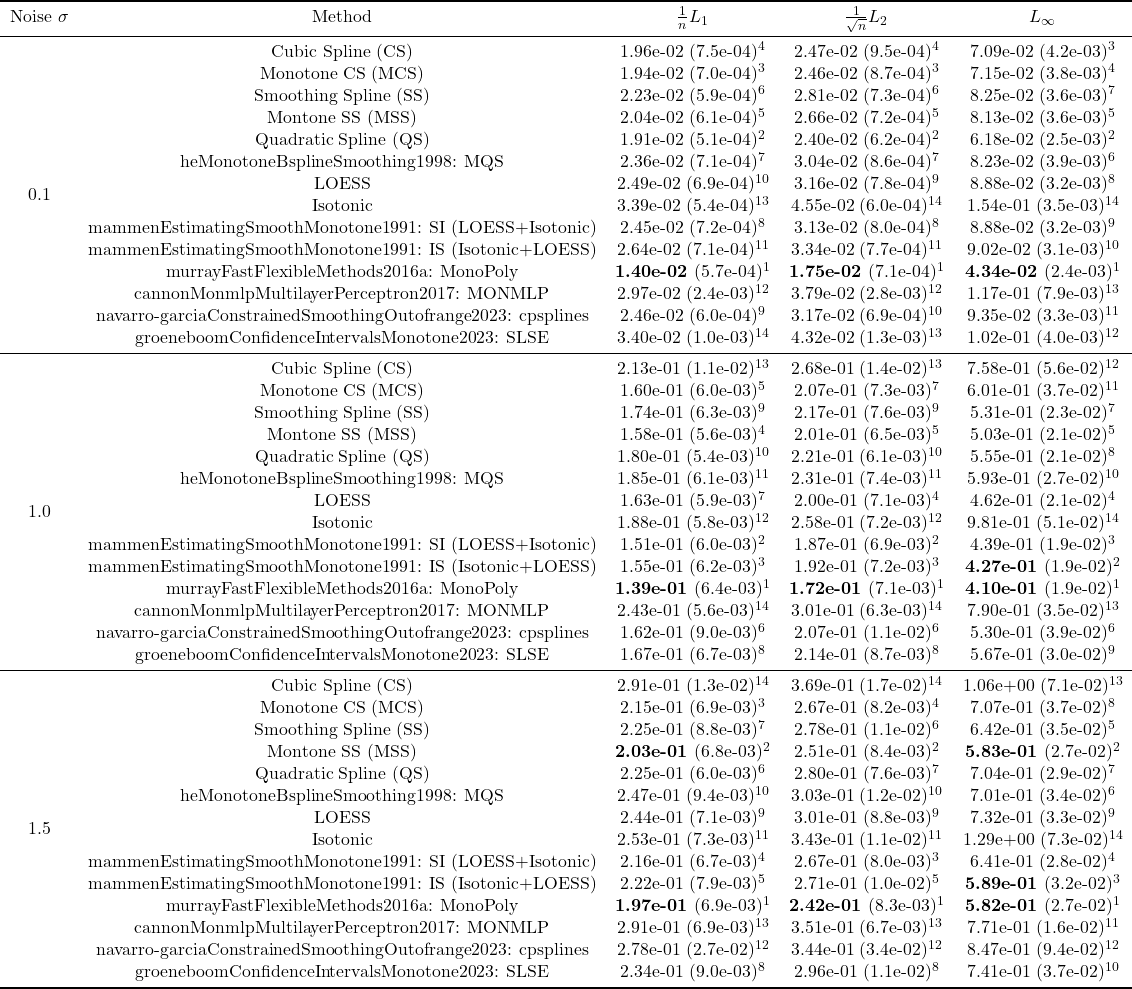 Noise σ Method 1/n L₁ 1/√n L₂ L∞
Cubic Spline (CS) 1.96e-02 (7.5e-04)⁴ 2.47e-02 (9.5e-04)⁴ 7.09e-02 (4.2e-03)³
Monotone CS (MCS) 1.94e-02 (7.0e-04)³ 2.46e-02 (8.7e-04)³ 7.15e-02 (3.8e-03)⁴
Smoothing Spline (SS) 2.23e-02 (5.9e-04)⁶ 2.81e-02 (7.3e-04)⁶ 8.25e-02 (3.6e-03)⁷
Montone SS (MSS) 2.04e-02 (6.1e-04)⁵ 2.66e-02 (7.2e-04)⁵ 8.13e-02 (3.6e-03)⁵
Quadratic Spline (QS) 1.91e-02 (5.1e-04)² 2.40e-02 (6.2e-04)² 6.18e-02 (2.5e-03)²
heMonotoneBsplineSmoothing1998: MQS 2.36e-02 (7.1e-04)⁷ 3.04e-02 (8.6e-04)⁷ 8.23e-02 (3.9e-03)⁶
LOESS 2.49e-02 (6.9e-04)¹⁰ 3.16e-02 (7.8e-04)⁹ 8.88e-02 (3.2e-03)⁸
0.1 Isotonic 3.39e-02 (5.4e-04)¹³ 4.55e-02 (6.0e-04)¹⁴ 1.54e-01 (3.5e-03)¹⁴
mammenEstimatingSmoothMonotone1991: SI (LOESS+Isotonic) 2.45e-02 (7.2e-04)⁸ 3.13e-02 (8.0e-04)⁸ 8.88e-02 (3.2e-03)⁹
mammenEstimatingSmoothMonotone1991: IS (Isotonic+LOESS) 2.64e-02 (7.1e-04)¹¹ 3.34e-02 (7.7e-04)¹¹ 9.02e-02 (3.1e-03)¹⁰
murrayFastFlexibleMethods2016a: MonoPoly 1.40e-02 (5.7e-04)¹ 1.75e-02 (7.1e-04)¹ 4.34e-02 (2.4e-03)¹
cannonMonmlpMultilayerPerceptron2017: MONMLP 2.97e-02 (2.4e-03)¹² 3.79e-02 (2.8e-03)¹² 1.17e-01 (7.9e-03)¹³
navarro-garciaConstrainedSmoothingOutofrange2023: cpsplines 2.46e-02 (6.0e-04)⁹ 3.17e-02 (6.9e-04)¹⁰ 9.35e-02 (3.3e-03)¹¹
groeneboomConfidenceIntervalsMonotone2023: SLSE 3.40e-02 (1.0e-03)¹⁴ 4.32e-02 (1.3e-03)¹³ 1.02e-01 (4.0e-03)¹²
Cubic Spline (CS) 2.13e-01 (1.1e-02)¹³ 2.68e-01 (1.4e-02)¹³ 7.58e-01 (5.6e-02)¹²
Monotone CS (MCS) 1.60e-01 (6.0e-03)⁵ 2.07e-01 (7.3e-03)⁷ 6.01e-01 (3.7e-02)¹¹
Smoothing Spline (SS) 1.74e-01 (6.3e-03)⁹ 2.17e-01 (7.6e-03)⁹ 5.31e-01 (2.3e-02)⁷
Montone SS (MSS) 1.58e-01 (5.6e-03)⁴ 2.01e-01 (6.5e-03)⁵ 5.03e-01 (2.1e-02)⁵
Quadratic Spline (QS) 1.80e-01 (5.4e-03)¹⁰ 2.21e-01 (6.1e-03)¹⁰ 5.55e-01 (2.1e-02)⁸
heMonotoneBsplineSmoothing1998: MQS 1.85e-01 (6.1e-03)¹¹ 2.31e-01 (7.4e-03)¹¹ 5.93e-01 (2.7e-02)¹⁰
LOESS 1.63e-01 (5.9e-03)⁷ 2.00e-01 (7.1e-03)⁴ 4.62e-01 (2.1e-02)⁴
1.0 Isotonic 1.88e-01 (5.8e-03)¹² 2.58e-01 (7.2e-03)¹² 9.81e-01 (5.1e-02)¹⁴
mammenEstimatingSmoothMonotone1991: SI (LOESS+Isotonic) 1.51e-01 (6.0e-03)² 1.87e-01 (6.9e-03)² 4.39e-01 (1.9e-02)³
mammenEstimatingSmoothMonotone1991: IS (Isotonic+LOESS) 1.55e-01 (6.2e-03)³ 1.92e-01 (7.2e-03)³ 4.27e-01 (1.9e-02)²
murrayFastFlexibleMethods2016a: MonoPoly 1.39e-01 (6.4e-03)¹ 1.72e-01 (7.1e-03)¹ 4.10e-01 (1.9e-02)¹
cannonMonmlpMultilayerPerceptron2017: MONMLP 2.43e-01 (5.6e-03)¹⁴ 3.01e-01 (6.3e-03)¹⁴ 7.90e-01 (3.5e-02)¹³
navarro-garciaConstrainedSmoothingOutofrange2023: cpsplines 1.62e-01 (9.0e-03)⁶ 2.07e-01 (1.1e-02)⁶ 5.30e-01 (3.9e-02)⁶
groeneboomConfidenceIntervalsMonotone2023: SLSE 1.67e-01 (6.7e-03)⁸ 2.14e-01 (8.7e-03)⁸ 5.67e-01 (3.0e-02)⁹
Cubic Spline (CS) 2.91e-01 (1.3e-02)¹⁴ 3.69e-01 (1.7e-02)¹⁴ 1.06e+00 (7.1e-02)¹³
Monotone CS (MCS) 2.15e-01 (6.9e-03)³ 2.67e-01 (8.2e-03)⁴ 7.07e-01 (3.7e-02)⁸
Smoothing Spline (SS) 2.25e-01 (8.8e-03)⁷ 2.78e-01 (1.1e-02)⁶ 6.42e-01 (3.5e-02)⁵
Montone SS (MSS) 2.03e-01 (6.8e-03)² 2.51e-01 (8.4e-03)² 5.83e-01 (2.7e-02)²
Quadratic Spline (QS) 2.25e-01 (6.0e-03)⁶ 2.80e-01 (7.6e-03)⁷ 7.04e-01 (2.9e-02)⁷
heMonotoneBsplineSmoothing1998: MQS 2.47e-01 (9.4e-03)¹⁰ 3.03e-01 (1.2e-02)¹⁰ 7.01e-01 (3.4e-02)⁶
LOESS 2.44e-01 (7.1e-03)⁹ 3.01e-01 (8.8e-03)⁹ 7.32e-01 (3.3e-02)⁹
1.5 Isotonic 2.53e-01 (7.3e-03)¹¹ 3.43e-01 (1.1e-02)¹¹ 1.29e+00 (7.3e-02)¹⁴
mammenEstimatingSmoothMonotone1991: SI (LOESS+Isotonic) 2.16e-01 (6.7e-03)⁴ 2.67e-01 (8.0e-03)³ 6.41e-01 (2.8e-02)⁴
mammenEstimatingSmoothMonotone1991: IS (Isotonic+LOESS) 2.22e-01 (7.9e-03)⁵ 2.71e-01 (1.0e-02)⁵ 5.89e-01 (3.2e-02)³
murrayFastFlexibleMethods2016a: MonoPoly 1.97e-01 (6.9e-03)¹ 2.42e-01 (8.3e-03)¹ 5.82e-01 (2.7e-02)¹
cannonMonmlpMultilayerPerceptron2017: MONMLP 2.91e-01 (6.9e-03)¹³ 3.51e-01 (6.7e-03)¹³ 7.71e-01 (1.6e-02)¹¹
navarro-garciaConstrainedSmoothingOutofrange2023: cpsplines 2.78e-01 (2.7e-02)¹² 3.44e-01 (3.4e-02)¹² 8.47e-01 (9.4e-02)¹²
groeneboomConfidenceIntervalsMonotone2023: SLSE 2.34e-01 (9.0e-03)⁸ 2.96e-01 (1.1e-02)⁸ 7.41e-01 (3.7e-02)¹⁰